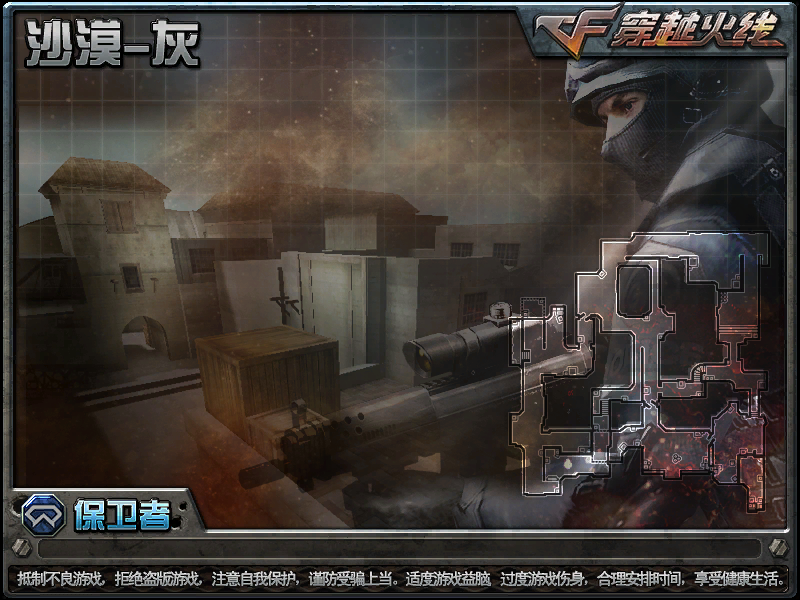 沙漠-灰
CF 穿越火线
保卫者
抵制不良游戏，拒绝盗版游戏，注意自我保护，谨防受骗上当。适度游戏益脑 过度游戏伤身，合理安排时间，享受健康生活。